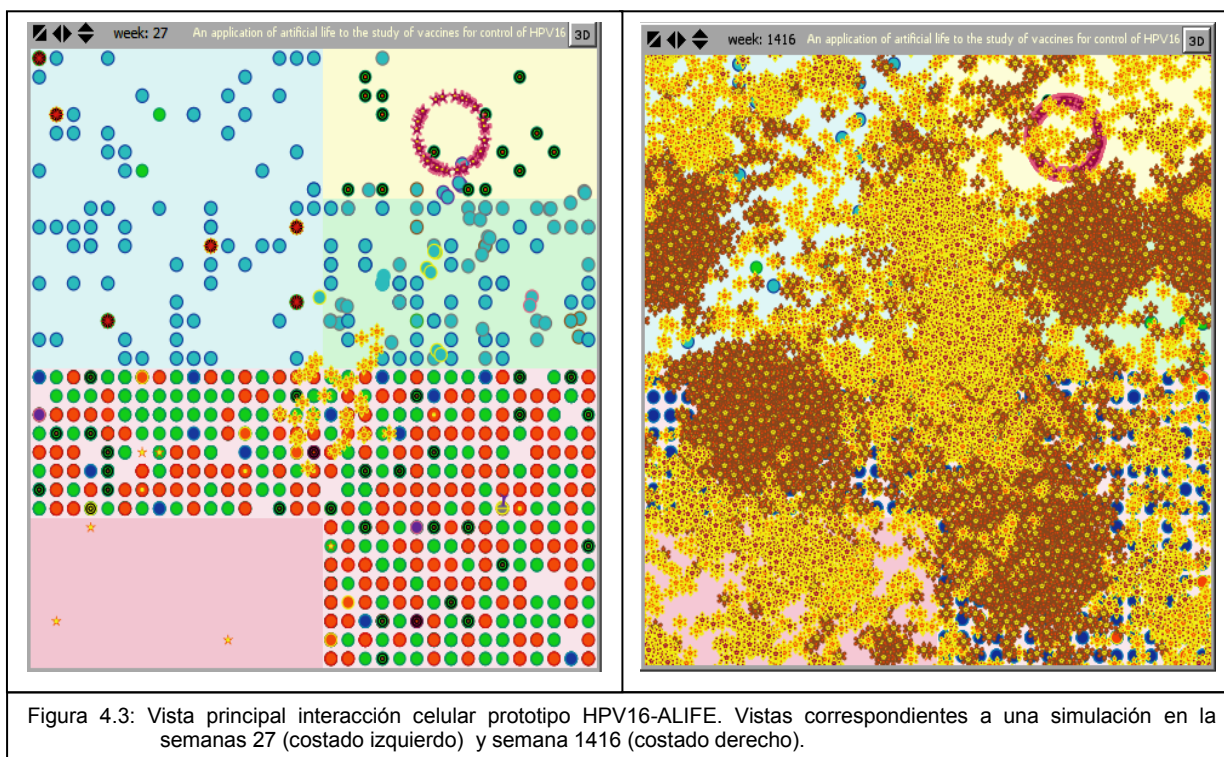 week: 27 An application of artificial life to the study of vaccines for control of HPV16 3D
week: 1416 An application of artificial life to the study of vaccines for control of HPV16 3D
Figura 4.3: Vista principal interacción celular prototipo HPV16-ALIFE. Vistas correspondientes a una simulación en la
semanas 27 (costado izquierdo) y semana 1416 (costado derecho).